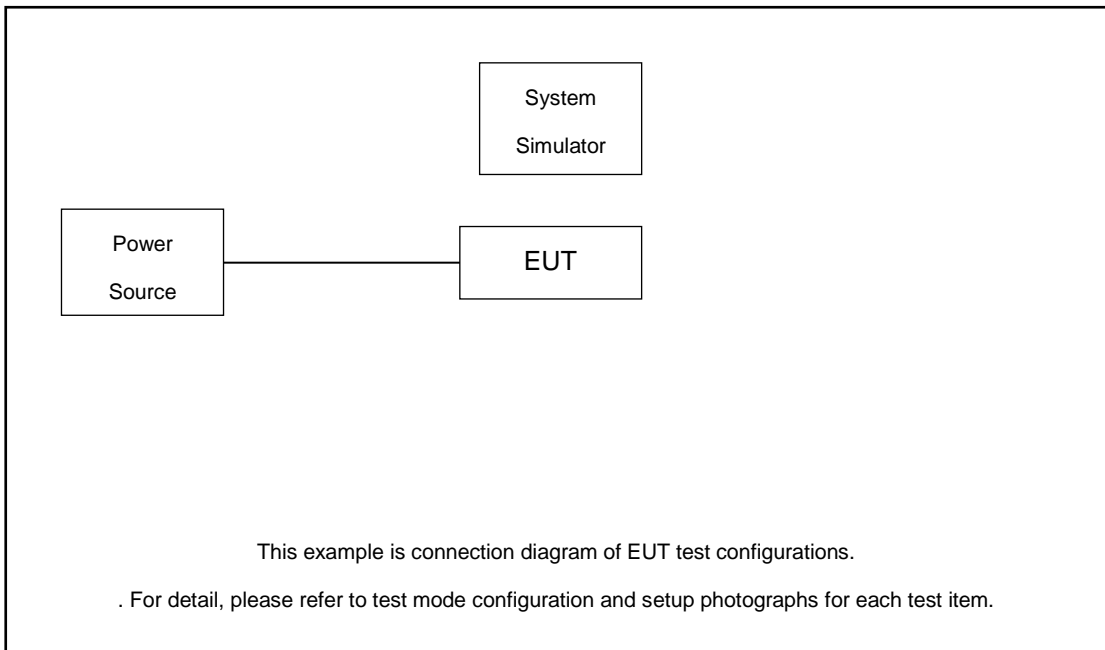 System
Simulator
Power
Source
EUT
This example is connection diagram of EUT test configurations.
. For detail, please refer to test mode configuration and setup photographs for each test item.